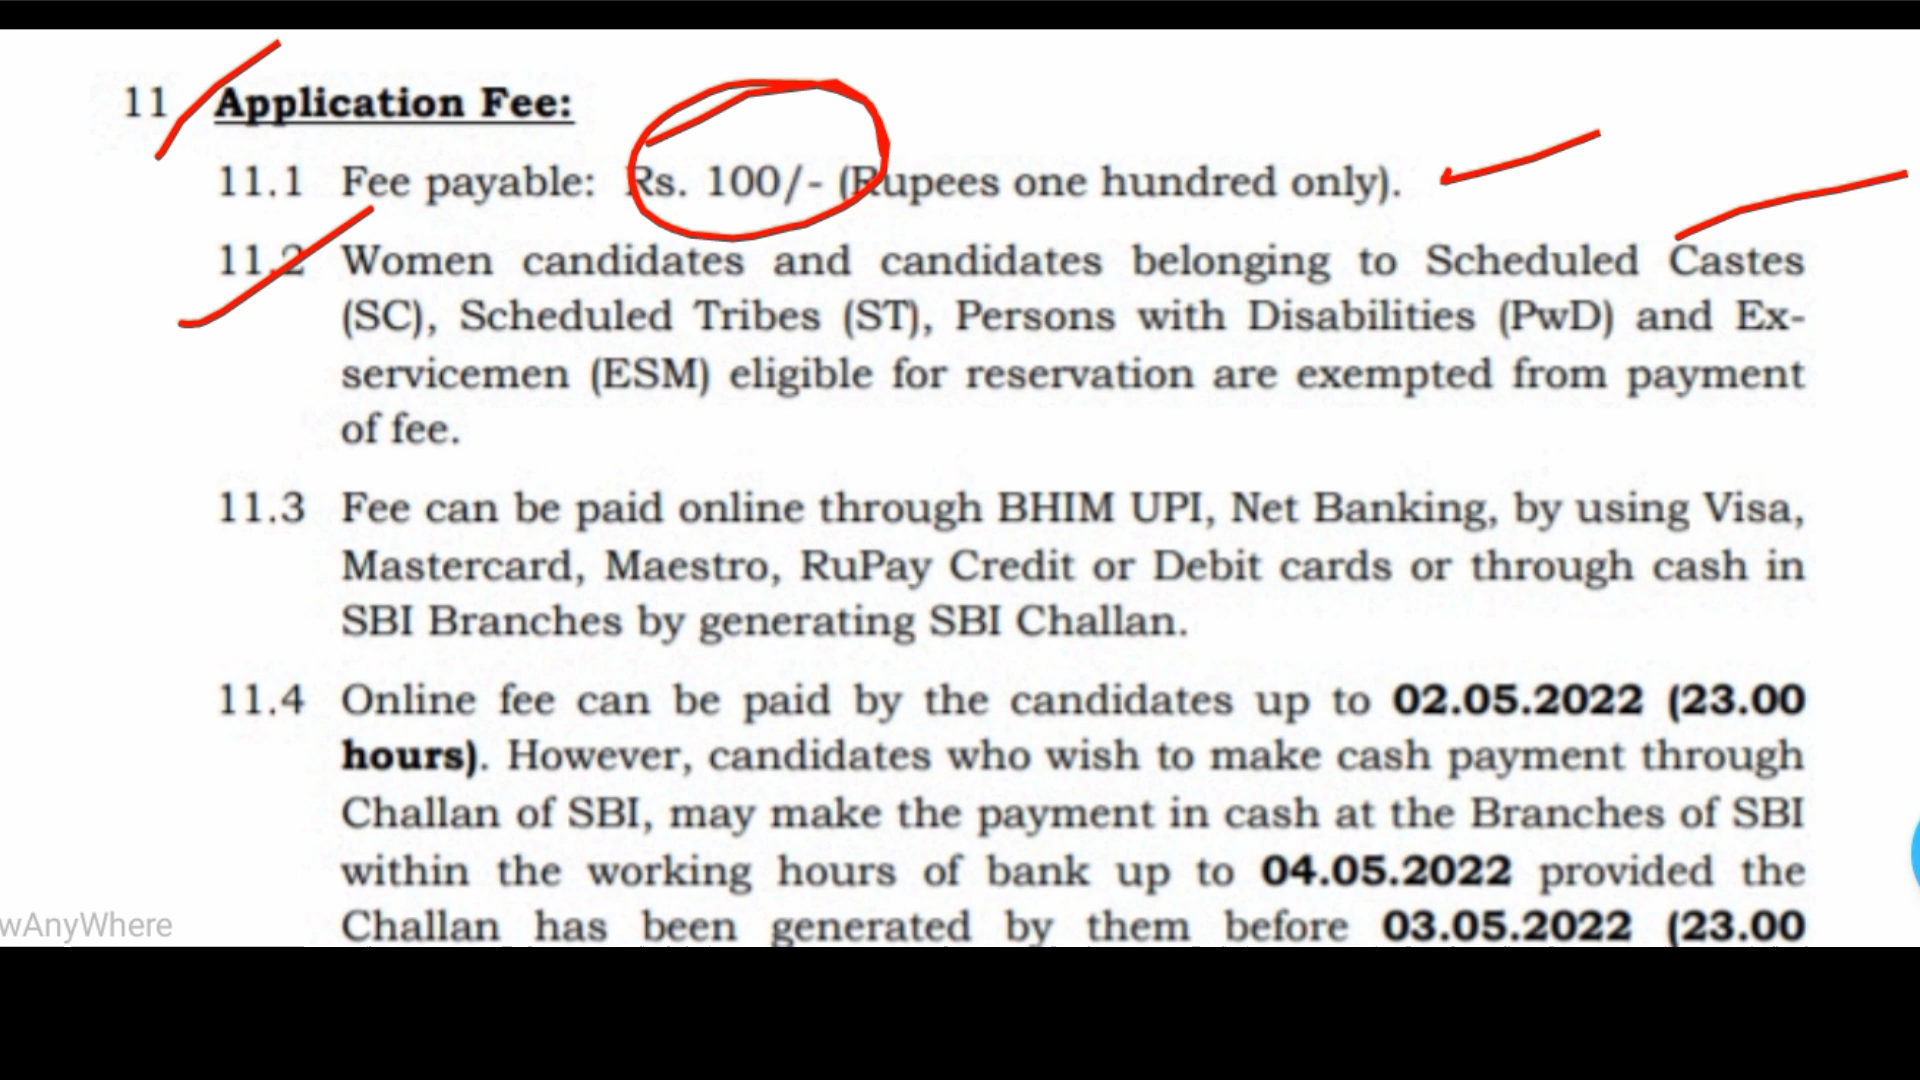 11 Application Fee:
11.1 Fee payable: Rs. 100/- (Rupees one hundred only).
11.2 Women candidates and candidates belonging to Scheduled Castes
(SC), Scheduled Tribes (ST), Persons with Disabilities (PwD) and Ex-
servicemen (ESM) eligible for reservation are exempted from payment
of fee.
11.3 Fee can be paid online through BHIM UPI, Net Banking, by using Visa,
Mastercard, Maestro, RuPay Credit or Debit cards or through cash in
SBI Branches by generating SBI Challan.
11.4 Online fee can be paid by the candidates up to 02.05.2022 (23.00
hours). However, candidates who wish to make cash payment through
Challan of SBI, may make the payment in cash at the Branches of SBI
within the working hours of bank up to 04.05.2022 provided the
Challan has been generated by them before 03.05.2022 (23.00
wAnyWhere